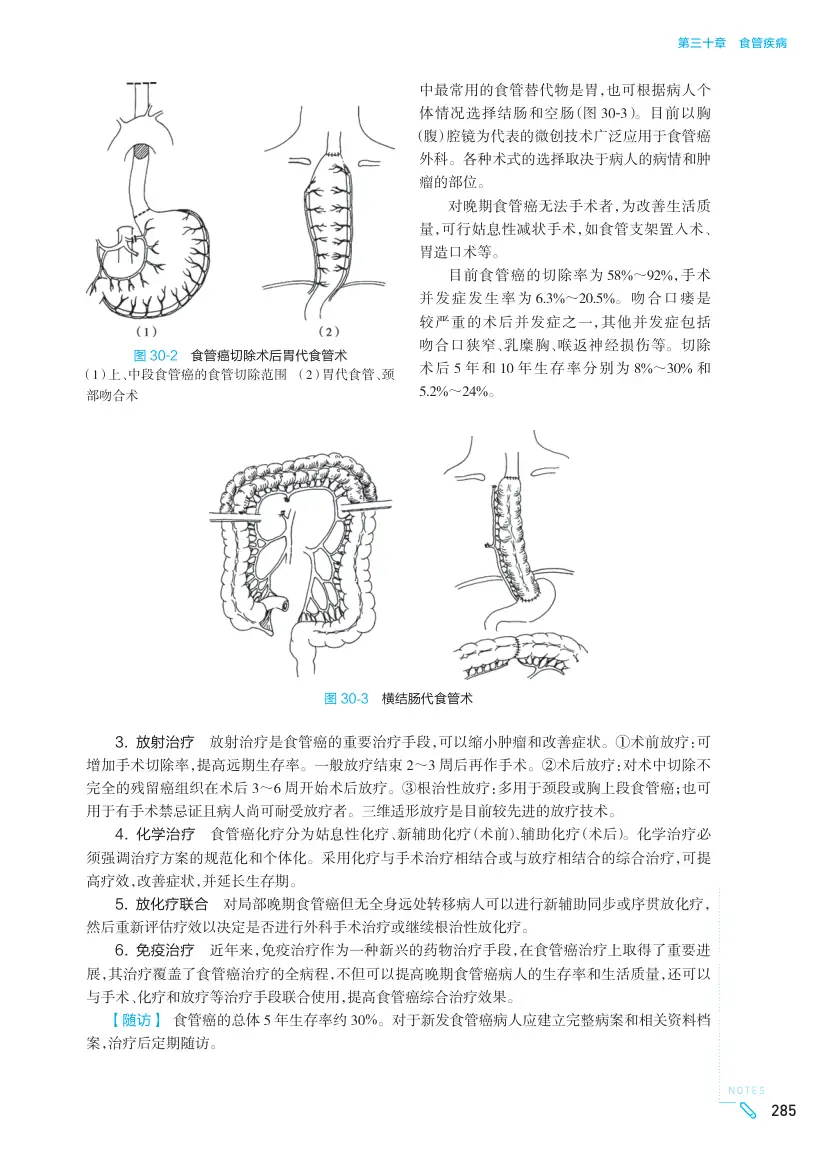 第三十章 食管疾病
中最常用的食管替代物是胃，也可根据病人个
体情况选择结肠和空肠（图 30-3）。目前以胸
（腹）腔镜为代表的微创技术广泛应用于食管癌
外科。各种术式的选择取决于病人的病情和肿
瘤的部位。
对晚期食管癌无法手术者，为改善生活质
量，可行姑息性减状手术，如食管支架置入术、
胃造口术等。
目前食管癌的切除率为 58%～92%，手术
并发症发生率为 6.3%～20.5%。吻合口瘘是
较严重的术后并发症之一，其他并发症包括
吻合口狭窄、乳糜胸、喉返神经损伤等。切除
术后 5 年和 10 年生存率分别为 8%～30% 和
5.2%～24%。
（1）
（2）
图 30-2 食管癌切除术后胃代食管术
（1）上、中段食管癌的食管切除范围 （2）胃代食管、颈
部吻合术
图 30-3 横结肠代食管术
3. 放射治疗 放射治疗是食管癌的重要治疗手段，可以缩小肿瘤和改善症状。①术前放疗：可
增加手术切除率，提高远期生存率。一般放疗结束 2～3 周后再作手术。②术后放疗：对术中切除不
完全的残留癌组织在术后 3～6 周开始术后放疗。③根治性放疗：多用于颈段或胸上段食管癌；也可
用于有手术禁忌证且病人尚可耐受放疗者。三维适形放疗是目前较先进的放疗技术。
4. 化学治疗 食管癌化疗分为姑息性化疗、新辅助化疗（术前）、辅助化疗（术后）。化学治疗必
须强调治疗方案的规范化和个体化。采用化疗与手术治疗相结合或与放疗相结合的综合治疗，可提
高疗效，改善症状，并延长生存期。
5. 放化疗联合 对局部晚期食管癌但无全身远处转移病人可以进行新辅助同步或序贯放化疗，
然后重新评估疗效以决定是否进行外科手术治疗或继续根治性放化疗。
6. 免疫治疗 近年来，免疫治疗作为一种新兴的药物治疗手段，在食管癌治疗上取得了重要进
展，其治疗覆盖了食管癌治疗的全病程，不但可以提高晚期食管癌病人的生存率和生活质量，还可以
与手术、化疗和放疗等治疗手段联合使用，提高食管癌综合治疗效果。
【随访】 食管癌的总体 5 年生存率约 30%。对于新发食管癌病人应建立完整病案和相关资料档
案，治疗后定期随访。
NOTES
285